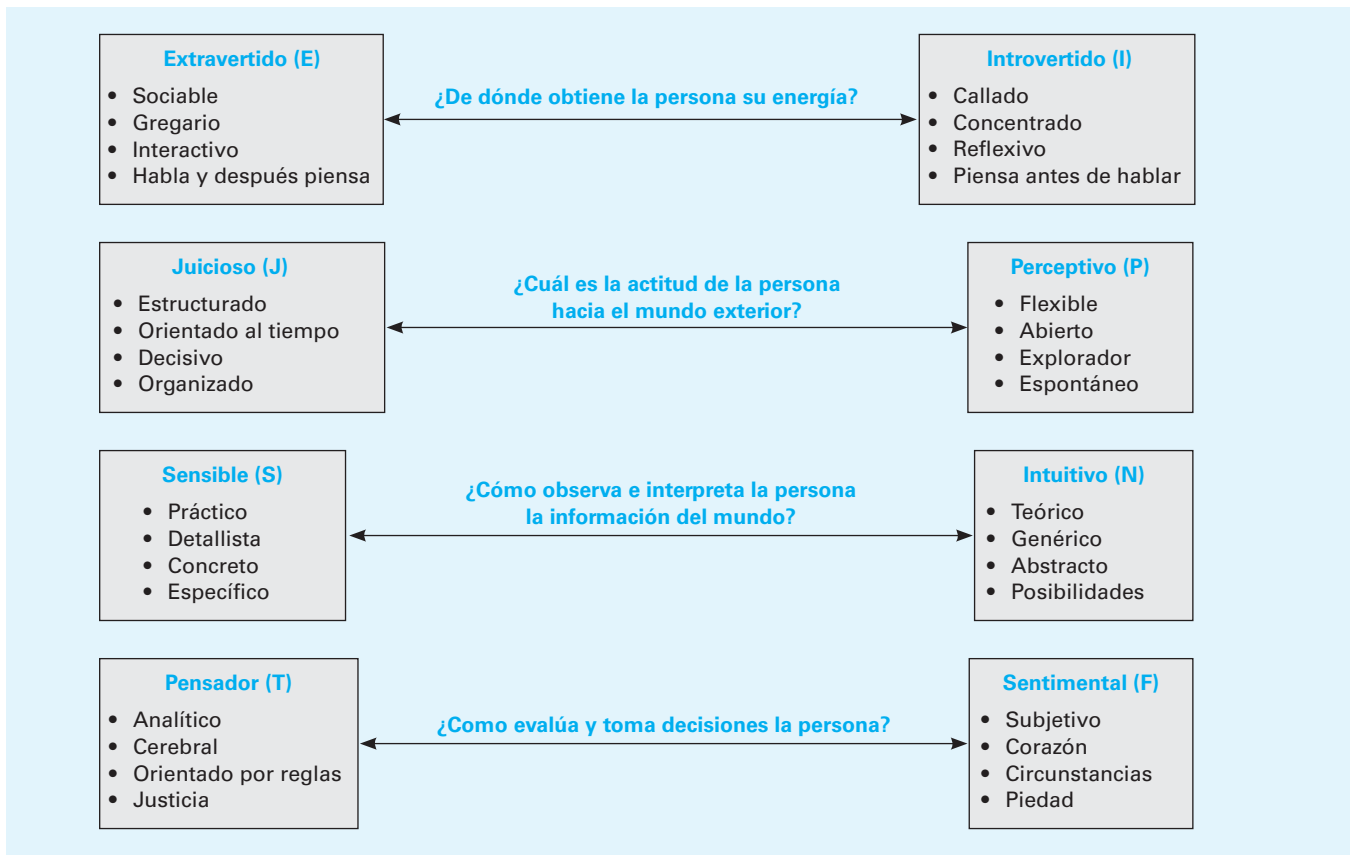 Extravertido (E)
• Sociable
• Gregario
• Interactivo
• Habla y después piensa
¿De dónde obtiene la persona su energía?
Introvertido (I)
• Callado
• Concentrado
• Reflexivo
• Piensa antes de hablar
Juicioso (J)
• Estructurado
• Orientado al tiempo
• Decisivo
• Organizado
¿Cuál es la actitud de la persona
hacia el mundo exterior?
Perceptivo (P)
• Flexible
• Abierto
• Explorador
• Espontáneo
Sensible (S)
• Práctico
• Detallista
• Concreto
• Específico
¿Cómo observa e interpreta la persona
la información del mundo?
Intuitivo (N)
• Teórico
• Genérico
• Abstracto
• Posibilidades
Pensador (T)
• Analítico
• Cerebral
• Orientado por reglas
• Justicia
¿Como evalúa y toma decisiones la persona?
Sentimental (F)
• Subjetivo
• Corazón
• Circunstancias
• Piedad